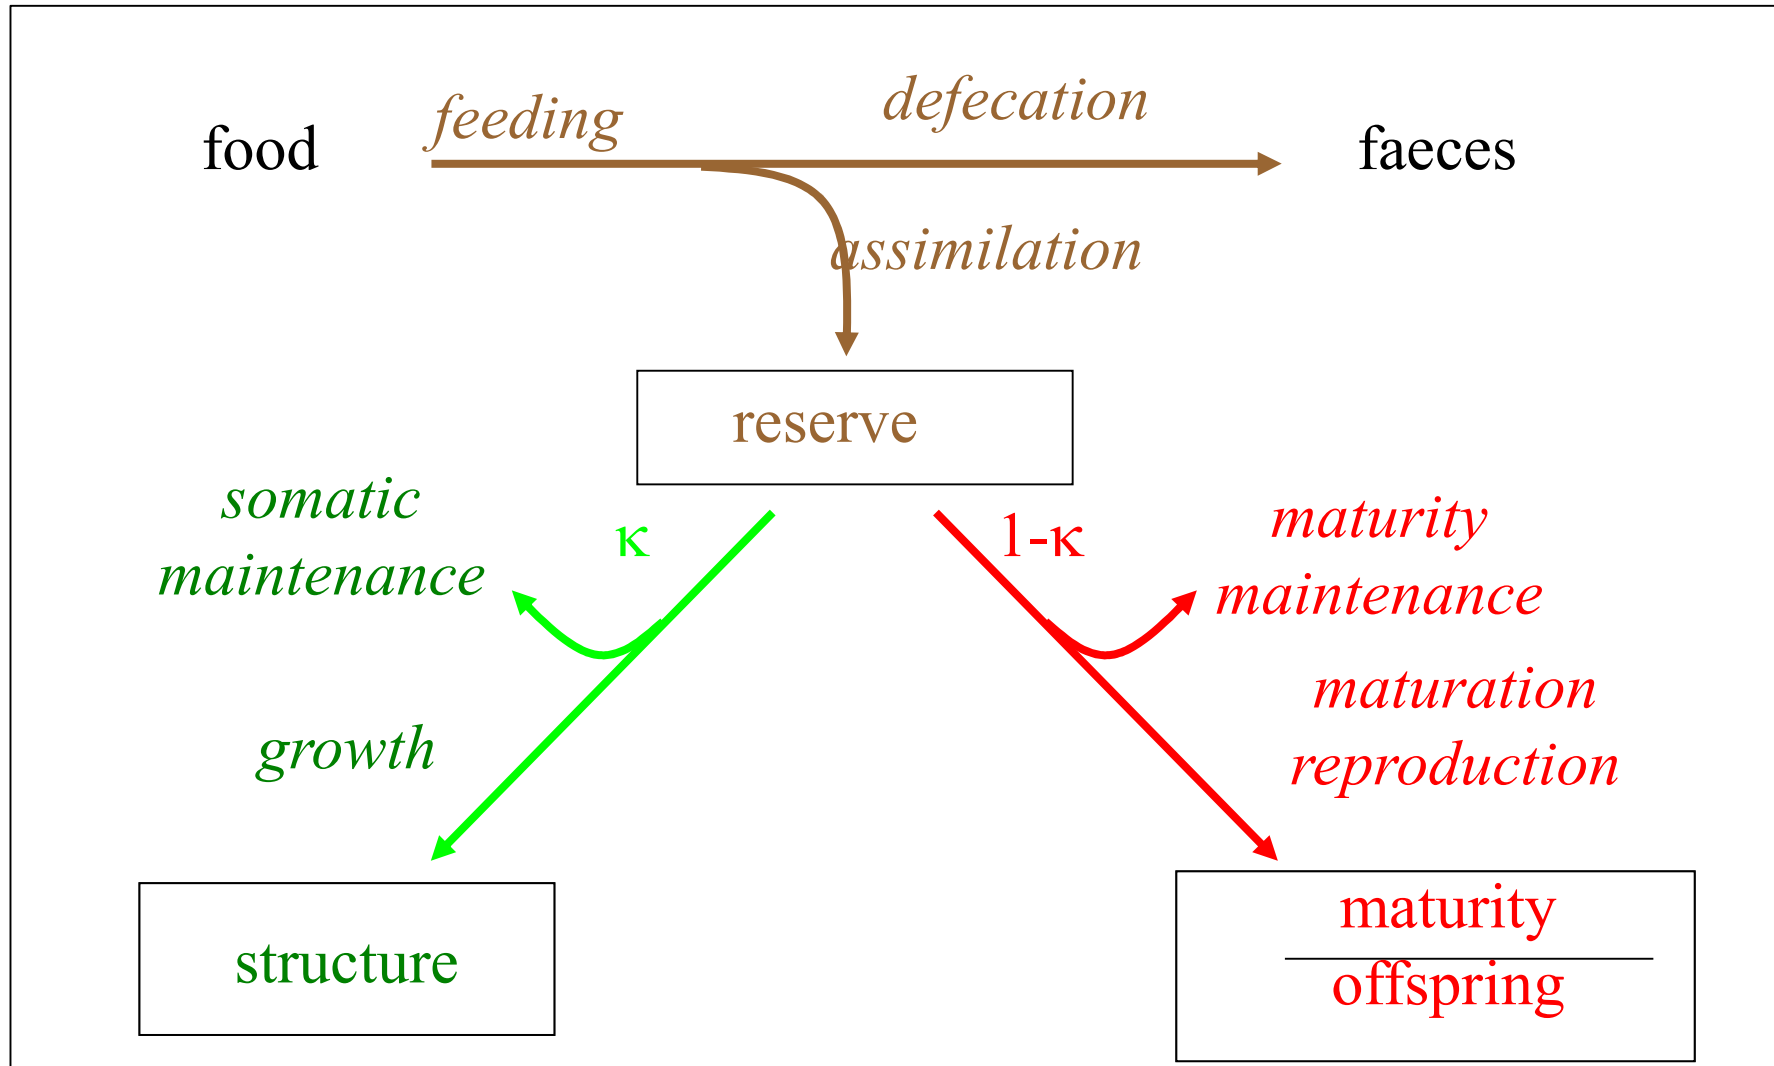 feeding
defecation
food
faeces
assimilation
reserve
somatic
maintenance
κ
1-κ
maturity
maintenance
growth
maturation
reproduction
structure
maturity
offspring